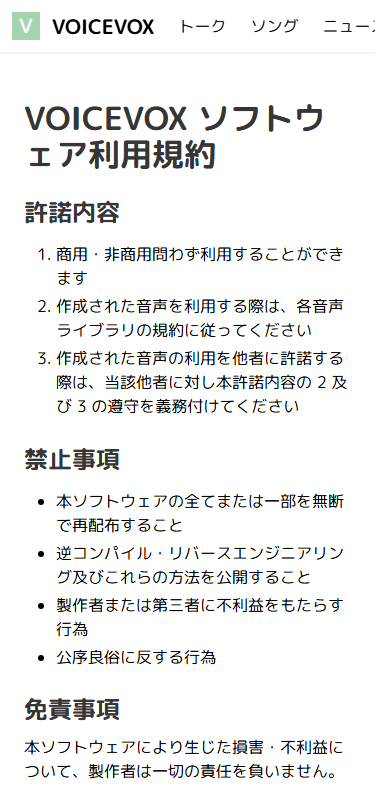 V VOICEVOX トーク ソング ニュース
VOICEVOX ソフトウ
ェア利用規約
許諾内容
1. 商用・非商用問わず利用することができ
ます
2. 作成された音声を利用する際は、各音声
ライブラリの規約に従ってください
3. 作成された音声の利用を他者に許諾する
際は、当該他者に対し本許諾内容の 2 及
び 3 の遵守を義務付けてください
禁止事項
• 本ソフトウェアの全てまたは一部を無断
で再配布すること
• 逆コンパイル・リバースエンジニアリン
グ及びこれらの方法を公開すること
• 製作者または第三者に不利益をもたらす
行為
• 公序良俗に反する行為
免責事項
本ソフトウェアにより生じた損害・不利益に
ついて、製作者は一切の責任を負いません。